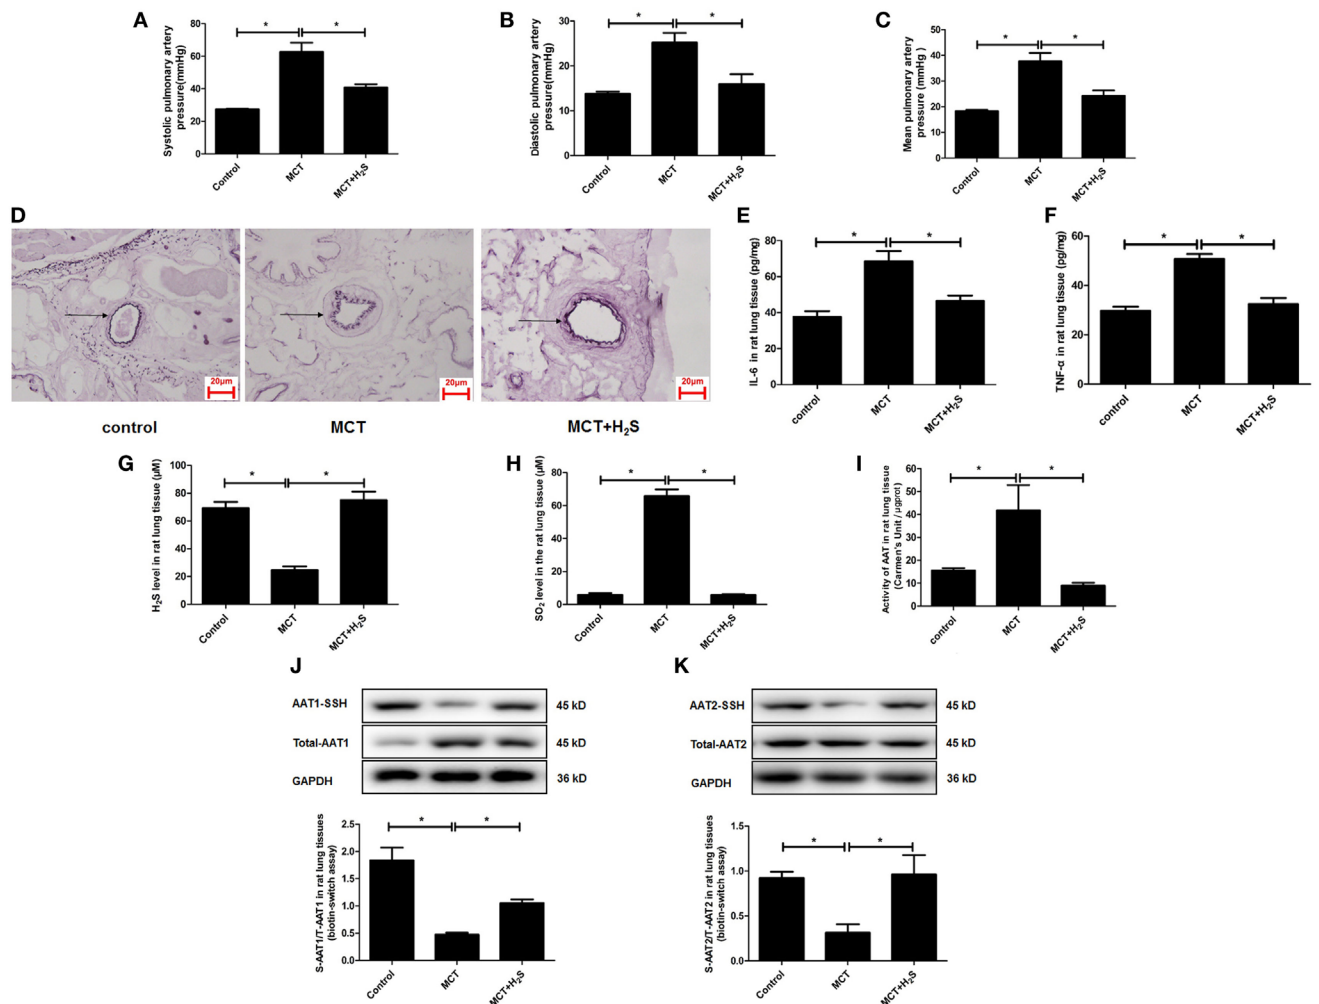 A
Systolic pulmonary artery
pressure(mmHg)
80
60
40
20
0
* *
Control
MCT
MCT+H2S
B
Diastolic pulmonary artery
pressure(mmHg)
30
20
10
0
* *
Control
MCT
MCT+H2S
C
Mean pulmonary artery
pressure (mmHg )
50
40
30
20
10
0
* *
Control
MCT
MCT+H2S
D
20μm
20μm
20μm
control
MCT
MCT+H2S
E
IL-6 in rat lung tissue (pg/mg)
80
60
40
20
0
* *
control
MCT
MCT+H2S
F
TNF-α in rat lung tissue (pg/mg)
60
40
20
0
* *
control
MCT
MCT+H2S
G
H2S level in rat lung tissue (μM)
100
80
60
40
20
0
* *
Control
MCT
MCT+H2S
H
SO2 level in the rat lung tissue (μM)
80
60
40
20
0
* *
Control
MCT
MCT+H2S
I
Activity of AAT in rat lung tissue
(Carmen's Unit / μgprot)
60
50
40
30
20
10
0
* *
control
MCT
MCT+H2S
J
AAT1-SSH 45 kD
Total-AAT1 45 kD
GAPDH 36 kD
S-AAT1/T-AAT1 in rat lung tissues
(biotin-switch assay)
2.5
2.0
1.5
1.0
0.5
0.0
* *
Control
MCT
MCT+H2S
K
AAT2-SSH 45 kD
Total-AAT2 45 kD
GAPDH 36 kD
S-AAT2/T-AAT2 in rat lung tissues
(biotin-switch assay)
1.5
1.0
0.5
0.0
* *
Control
MCT
MCT+H2S